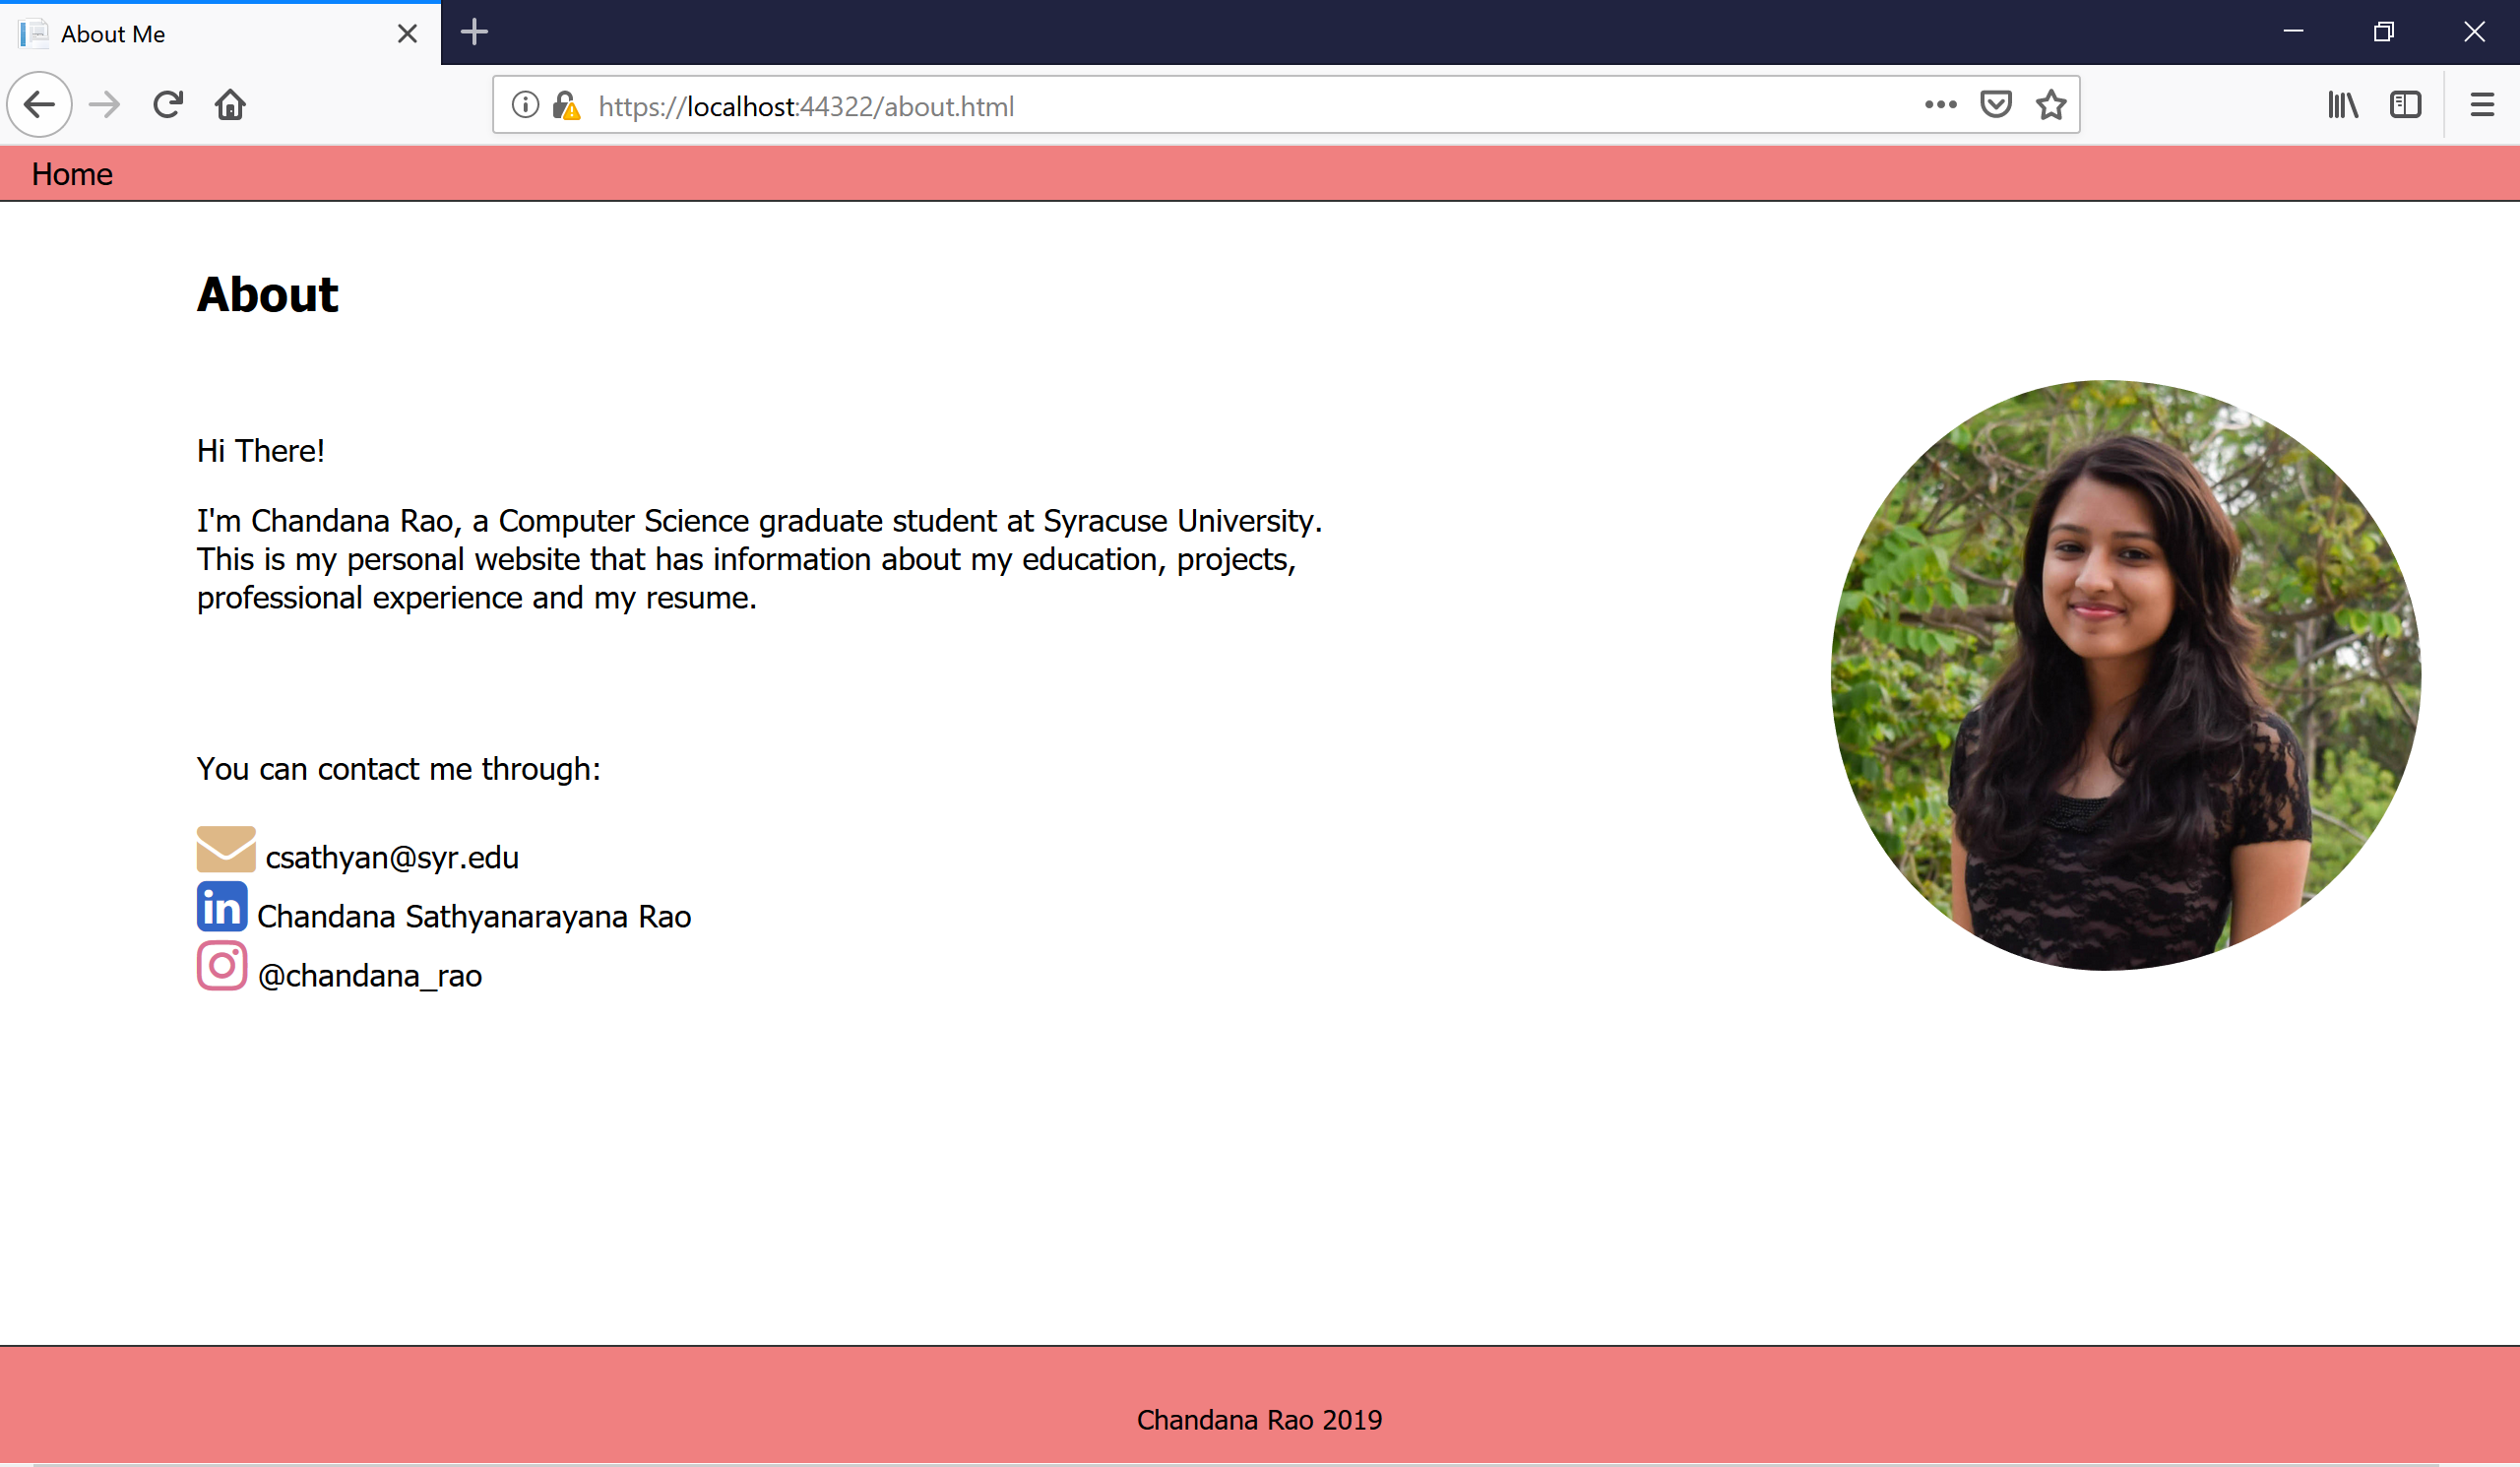 About Me
https://localhost:44322/about.html
Home
About
Hi There!
I'm Chandana Rao, a Computer Science graduate student at Syracuse University.
This is my personal website that has information about my education, projects,
professional experience and my resume.
You can contact me through:
csathyan@syr.edu
in Chandana Sathyanarayana Rao
@chandana_rao
Chandana Rao 2019